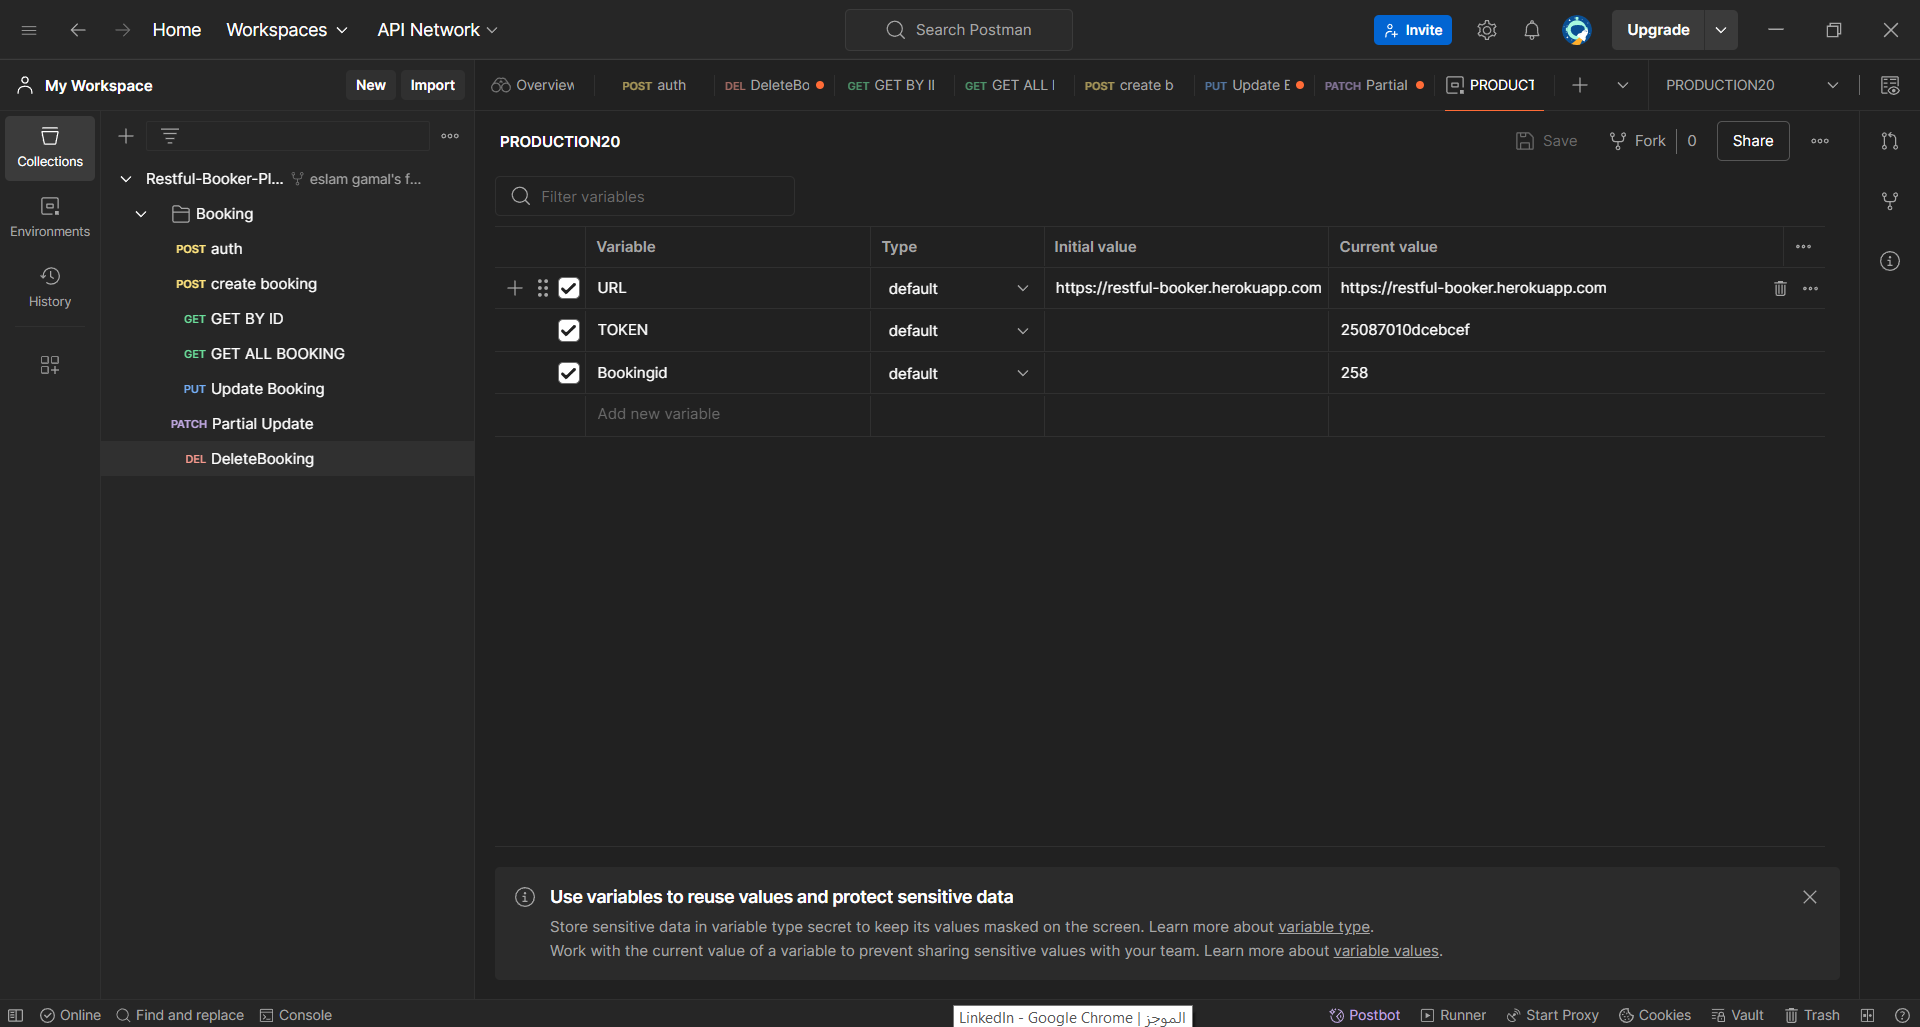 Home Workspaces API Network Search Postman Invite Upgrade
My Workspace New Import
Overview POST auth DEL DeleteBo GET GET BY II GET GET ALL POST create b PUT Update E PATCH Partial PRODUCT PRODUCTION20
Collections
Environments
History
Restful-Booker-Pl... eslam gamal's f...
Booking
POST auth
POST create booking
GET GET BY ID
GET GET ALL BOOKING
PUT Update Booking
PATCH Partial Update
DEL DeleteBooking
PRODUCTION20 Save Fork 0 Share
Filter variables
Variable Type Initial value Current value
URL default https://restful-booker.herokuapp.com https://restful-booker.herokuapp.com
TOKEN default 25087010dcebcef
Bookingid default 258
Add new variable
Use variables to reuse values and protect sensitive data
Store sensitive data in variable type secret to keep its values masked on the screen. Learn more about variable type.
Work with the current value of a variable to prevent sharing sensitive values with your team. Learn more about variable values.
Online Find and replace Console Postbot Runner Start Proxy Cookies Vault Trash
LinkedIn - Google Chrome | الموجز